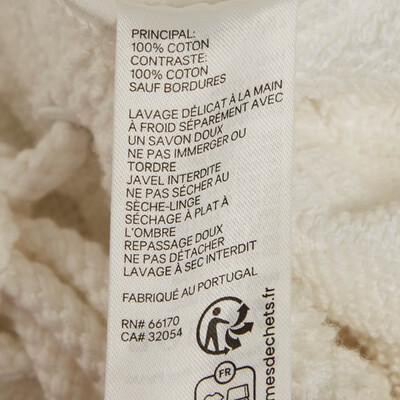 PRINCIPAL:
100% COTON
CONTRASTE:
100% COTON
SAUF BORDURES
LAVAGE DÉLICAT À LA MAIN
À FROID SÉPARÉMENT AVEC
UN SAVON DOUX
NE PAS IMMERGER OU
TORDRE
JAVEL INTERDITE
NE PAS SÉCHER AU
SÈCHE-LINGE
SÉCHAGE À PLAT À
L'OMBRE
REPASSAGE DOUX
NE PAS DÉTACHER
LAVAGE À SEC INTERDIT
FABRIQUÉ AU PORTUGAL
RN# 66170
CA# 32054
FR
mesdechets.fr